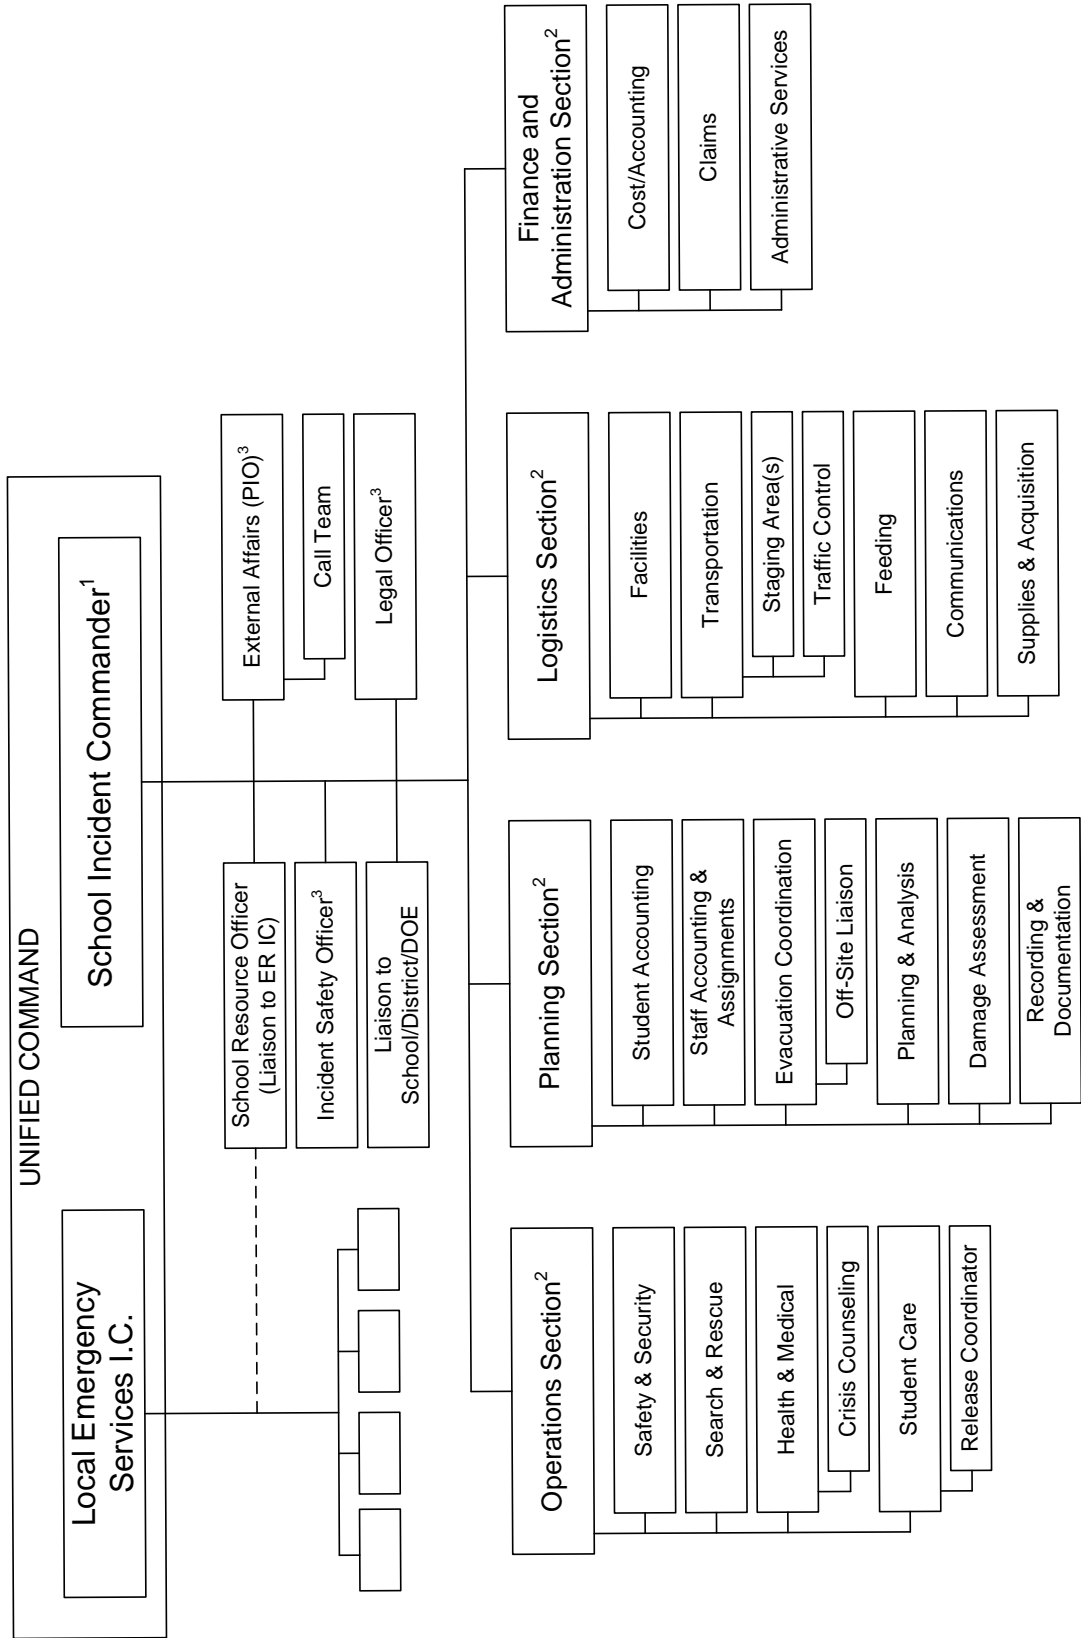 UNIFIED COMMAND
Local Emergency
Services I.C.
School Incident Commander¹
School Resource Officer
(Liaison to ER IC)
External Affairs (PIO)³
Call Team
Incident Safety Officer³
Liaison to
School/District/DOE
Legal Officer³
Operations Section²
Safety & Security
Search & Rescue
Health & Medical
Crisis Counseling
Student Care
Release Coordinator
Planning Section²
Student Accounting
Staff Accounting &
Assignments
Evacuation Coordination
Off-Site Liaison
Planning & Analysis
Damage Assessment
Recording &
Documentation
Logistics Section²
Facilities
Transportation
Staging Area(s)
Traffic Control
Feeding
Communications
Supplies & Acquisition
Finance and
Administration Section²
Cost/Accounting
Claims
Administrative Services